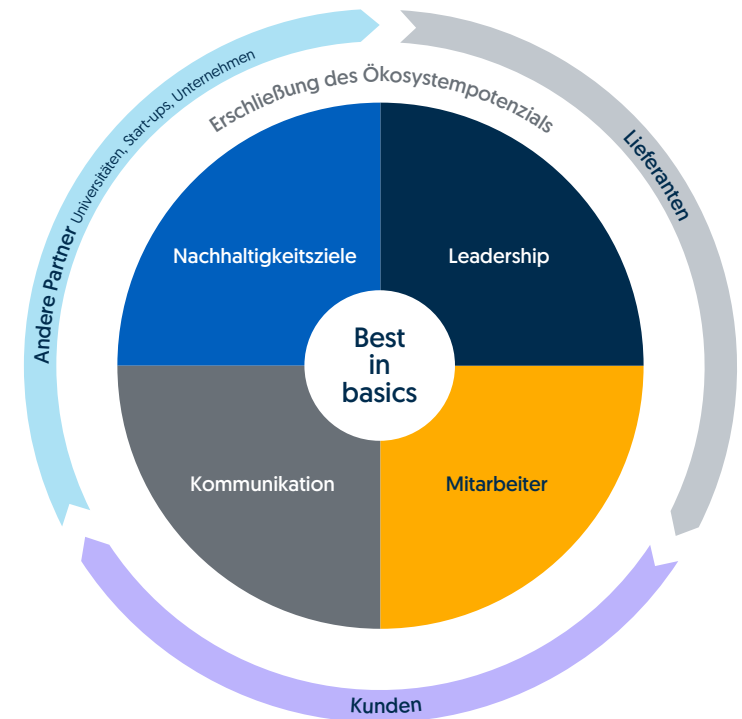 Erschließung des Ökosystempotenzials
Andere Partner Universitäten, Start-ups, Unternehmen
Lieferanten
Nachhaltigkeitsziele
Leadership
Best
in
basics
Kommunikation
Mitarbeiter
Kunden